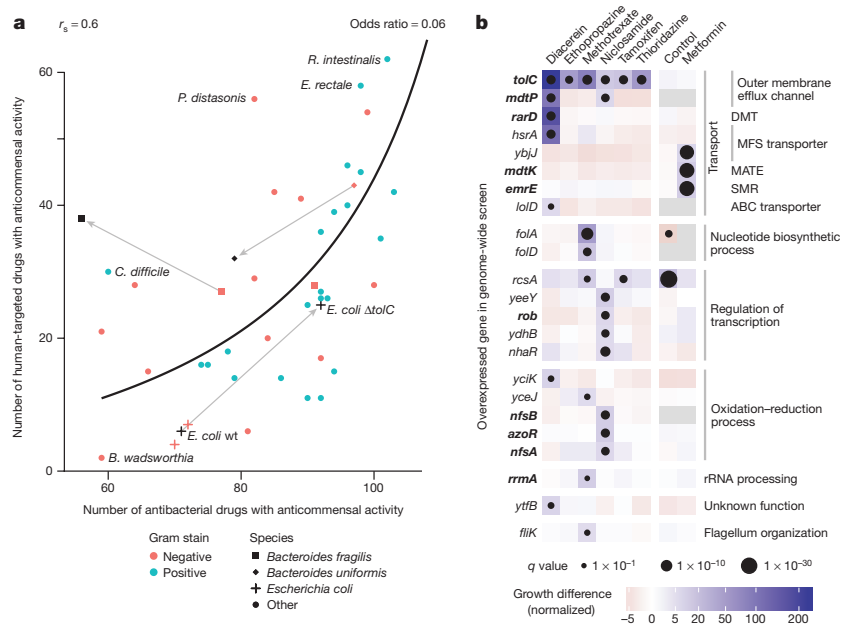 a
r_s = 0.6
Odds ratio = 0.06
R. intestinalis
E. rectale
P. distasonis
C. difficile
E. coli ΔtolC
E. coli wt
B. wadsworthia
Number of human-targeted drugs with anticommensal activity
60
40
20
0
60
80
100
Number of antibacterial drugs with anticommensal activity
Gram stain
Negative
Positive
Species
Bacteroides fragilis
Bacteroides uniformis
Escherichia coli
Other
b
Diacerein
Ethopropazine
Methotrexate
Niclosamide
Tamoxifen
Thioridazine
Control
Metformin
Overexpressed gene in genome-wide screen
tolC
mdtP
rarD
hsrA
ybjJ
mdtK
emrE
lolD
folA
folD
rcsA
yeeY
rob
ydhB
nhaR
yciK
yceJ
nfsB
azoR
nfsA
rrmA
ytfB
fliK
Transport
Outer membrane
efflux channel
DMT
MFS transporter
MATE
SMR
ABC transporter
Nucleotide biosynthetic
process
Regulation of
transcription
Oxidation–reduction
process
rRNA processing
Unknown function
Flagellum organization
q value
1 × 10⁻¹
1 × 10⁻¹⁰
1 × 10⁻³⁰
Growth difference
(normalized)
−5 0 5 20 50 100 200